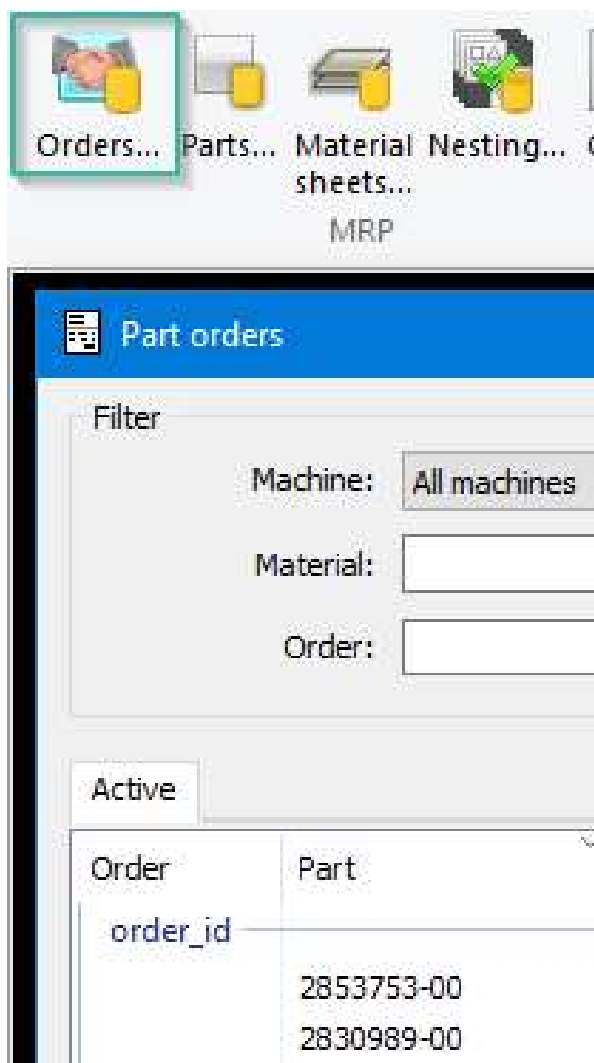 Orders... Parts... Material Nesting...
sheets...
MRP
Part orders
Filter
Machine: All machines
Material:
Order:
Active
Order Part
order_id
2853753-00
2830989-00